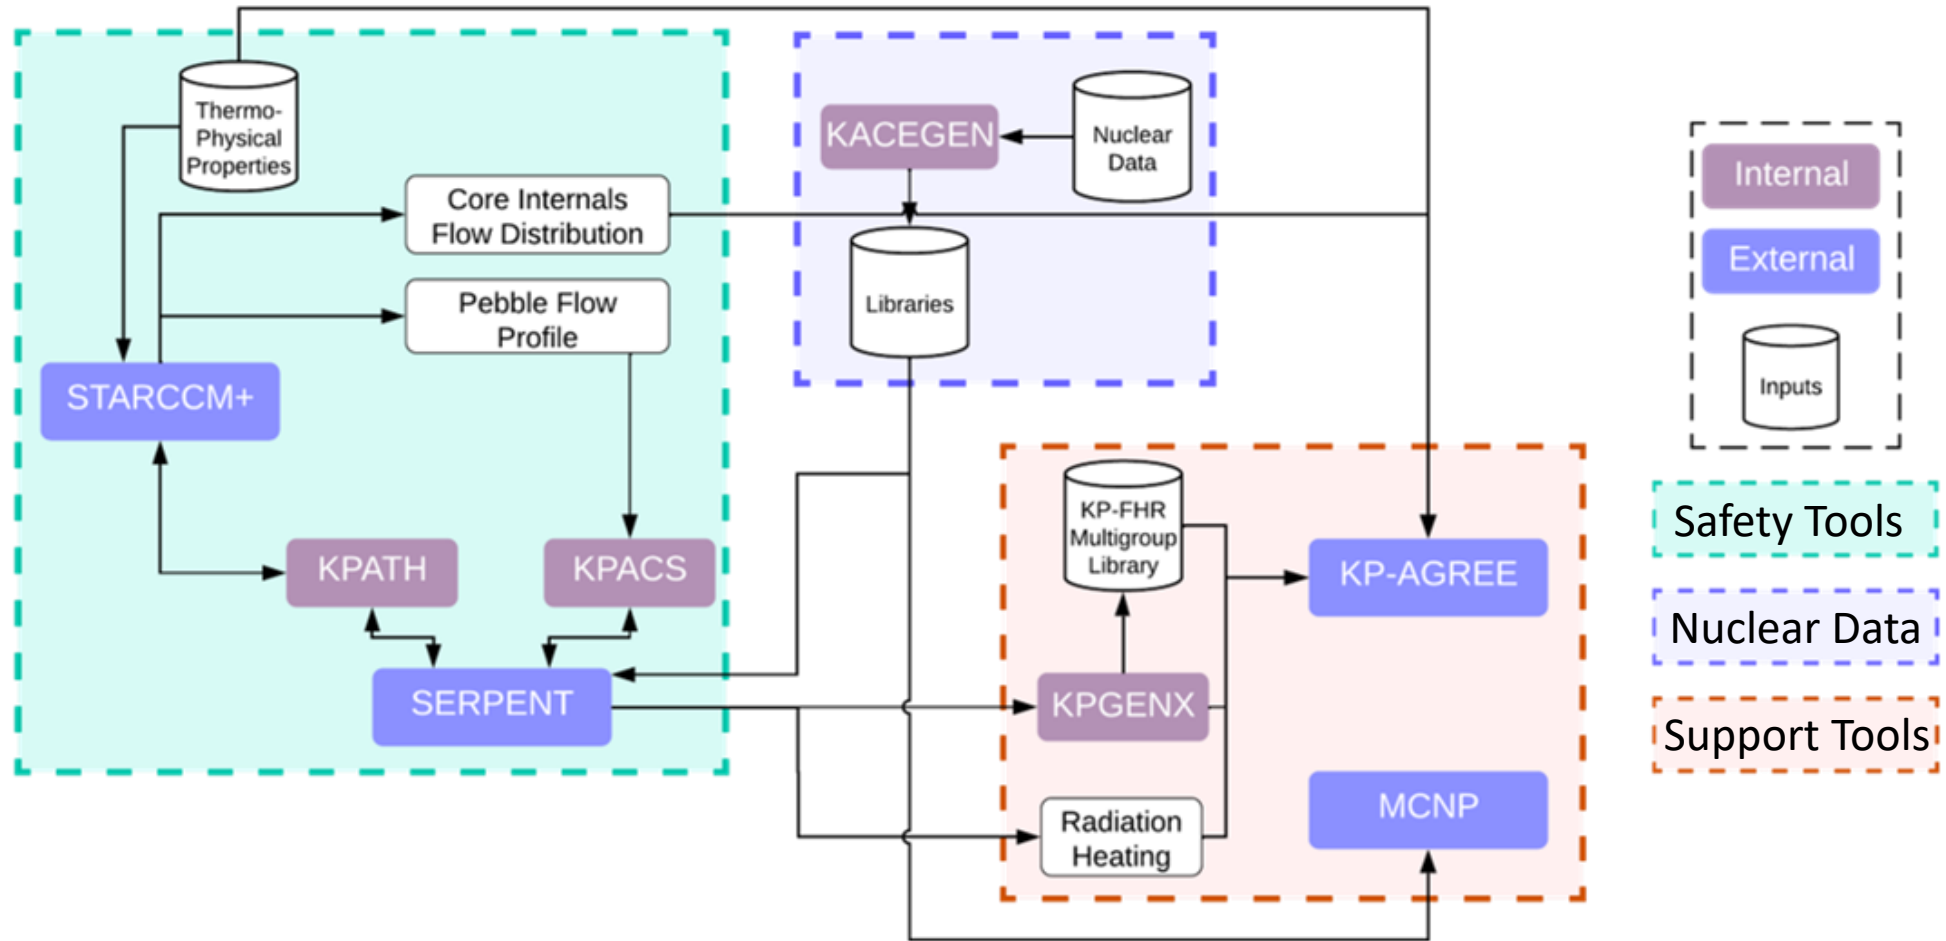 Thermo-
Physical
Properties
Core Internals
Flow Distribution
Pebble Flow
Profile
STARCCM+
KPATH
KPACS
SERPENT
KACEGEN
Nuclear
Data
Libraries
KP-FHR
Multigroup
Library
KP-AGREE
KPGENX
Radiation
Heating
MCNP
Internal
External
Inputs
Safety Tools
Nuclear Data
Support Tools